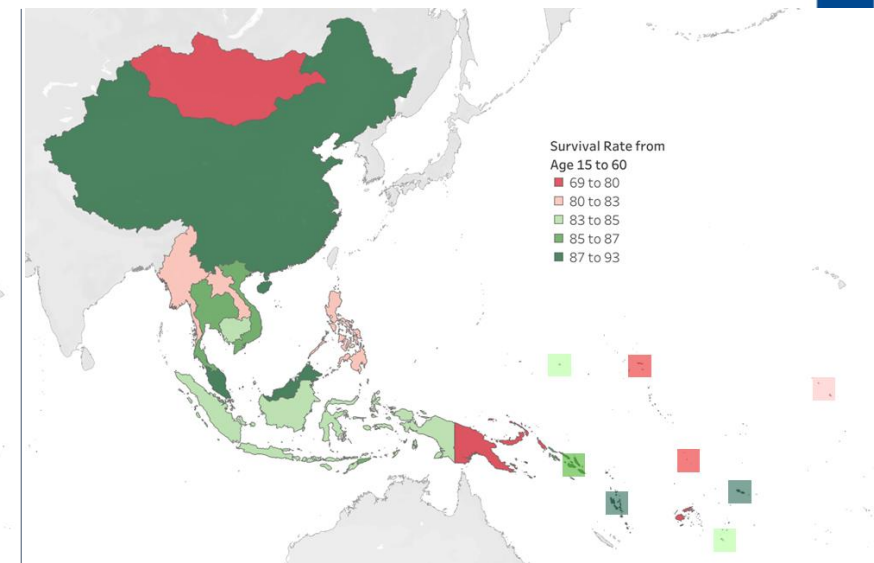 Survival Rate from
Age 15 to 60
69 to 80
80 to 83
83 to 85
85 to 87
87 to 93